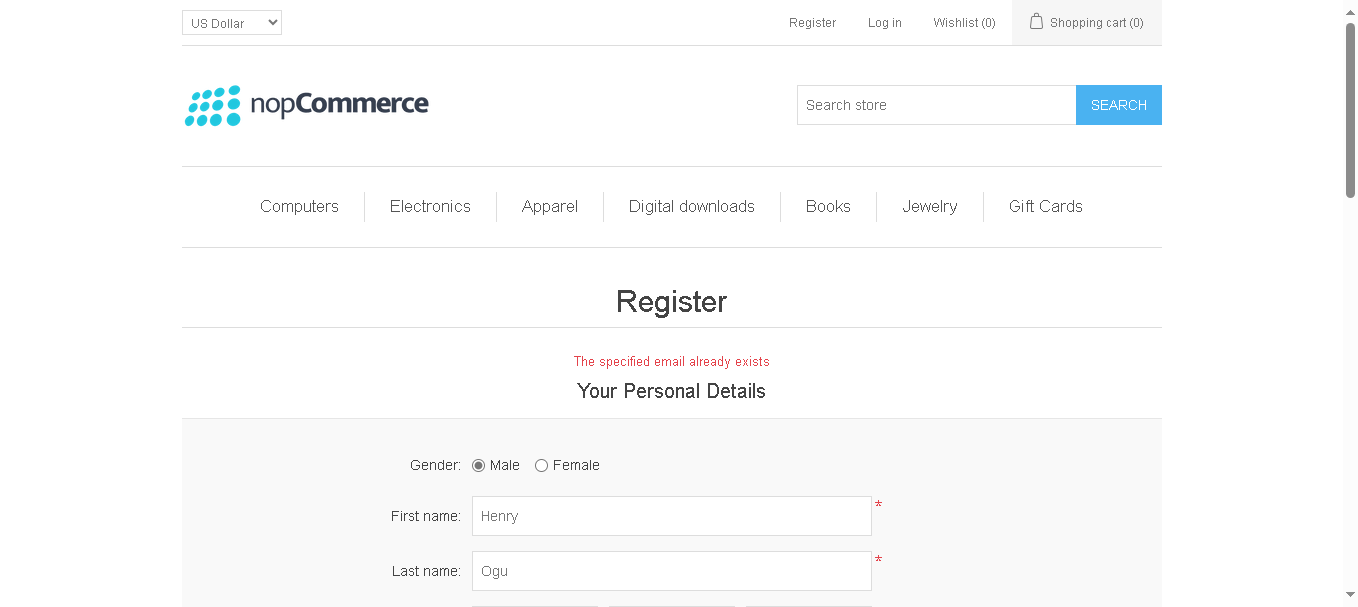 US Dollar Register Log in Wishlist (0) Shopping cart (0)
nopCommerce Search store SEARCH
Computers Electronics Apparel Digital downloads Books Jewelry Gift Cards
Register
The specified email already exists
Your Personal Details
Gender: Male Female
First name: Henry *
Last name: Ogu *